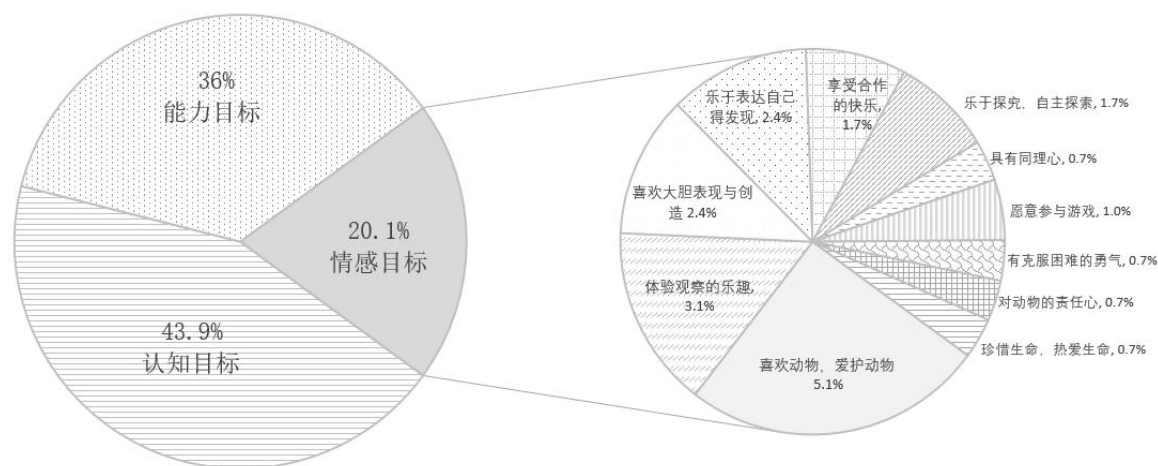 36%
能力目标
20.1%
情感目标
43.9%
认知目标
乐于表达自己
得发现, 2.4%
享受合作
的快乐,
1.7%
乐于探究，自主探索, 1.7%
具有同理心, 0.7%
愿意参与游戏, 1.0%
有克服困难的勇气, 0.7%
对动物的责任心, 0.7%
珍惜生命，热爱生命, 0.7%
喜欢动物，爱护动物
5.1%
体验观察的乐趣,
3.1%
喜欢大胆表现与创
造 2.4%